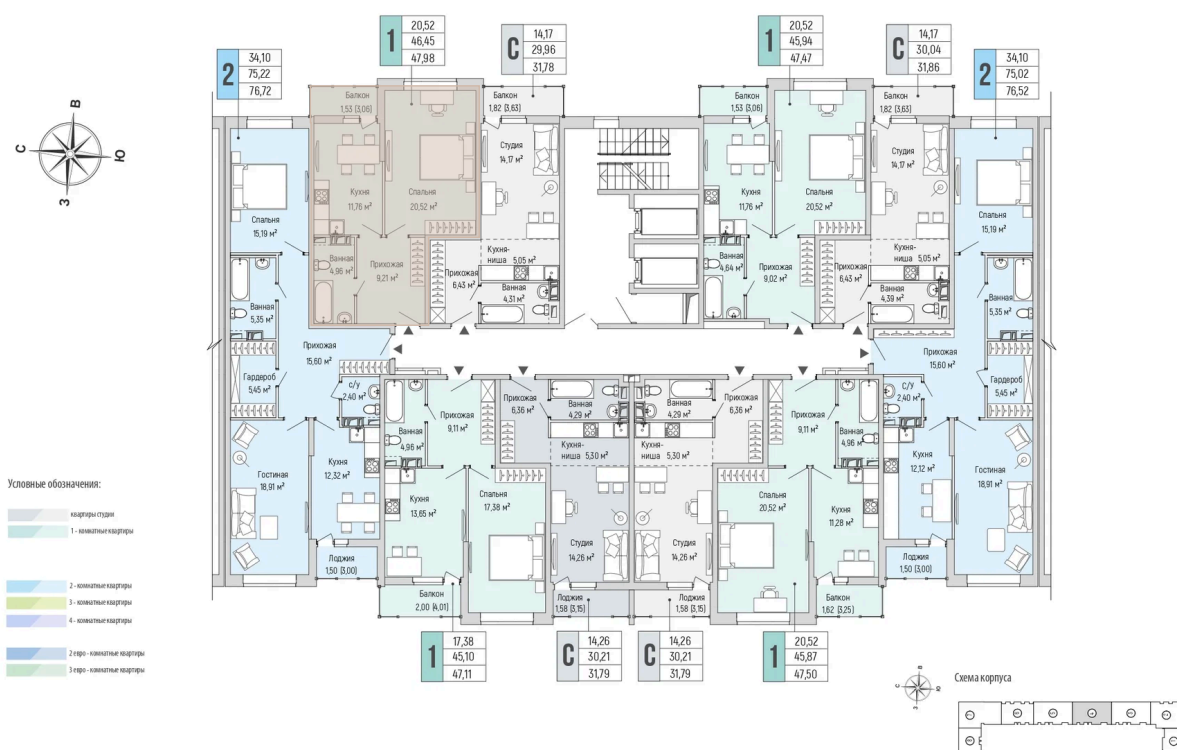 1
20,52
46,45
47,98
С
14,17
29,96
31,78
1
20,52
45,94
47,47
С
14,17
30,04
31,86
2
34,10
75,22
76,72
2
34,10
75,02
76,52
В
С
Ю
З
Балкон
1,53 (3,06)
Балкон
1,82 (3,63)
Балкон
1,53 (3,06)
Балкон
1,82 (3,63)
Спальня
15,19 м²
Кухня
11,76 м²
Спальня
20,52 м²
Студия
14,17 м²
Кухня
11,76 м²
Спальня
20,52 м²
Студия
14,17 м²
Спальня
15,19 м²
Ванная
5,35 м²
Ванная
4,96 м²
Прихожая
9,21 м²
Прихожая
6,43 м²
Кухня-
ниша 5,05 м²
Ванная
4,31 м²
Ванная
4,64 м²
Прихожая
9,02 м²
Прихожая
6,43 м²
Кухня-
ниша 5,05 м²
Ванная
4,39 м²
Ванная
5,35 м²
Прихожая
15,60 м²
Гардероб
5,45 м²
с/у
2,40 м²
Прихожая
15,60 м²
Гардероб
5,45 м²
с/у
2,40 м²
Ванная
4,96 м²
Прихожая
9,11 м²
Прихожая
6,36 м²
Ванная
4,29 м²
Кухня-
ниша 5,30 м²
Ванная
4,29 м²
Кухня-
ниша 5,30 м²
Прихожая
6,36 м²
Прихожая
9,11 м²
Ванная
4,96 м²
Гостиная
18,91 м²
Кухня
12,32 м²
Кухня
13,65 м²
Спальня
17,38 м²
Студия
14,26 м²
Студия
14,26 м²
Спальня
20,52 м²
Кухня
11,28 м²
Кухня
12,12 м²
Гостиная
18,91 м²
Лоджия
1,50 (3,00)
Балкон
2,00 (4,01)
Лоджия
1,58 (3,15)
Лоджия
1,58 (3,15)
Балкон
1,62 (3,25)
Лоджия
1,50 (3,00)
1
17,38
45,10
47,11
С
14,26
30,21
31,79
С
14,26
30,21
31,79
1
20,52
45,87
47,50
Условные обозначения:
квартиры студии
1 - комнатные квартиры
2 - комнатные квартиры
3 - комнатные квартиры
4 - комнатные квартиры
2 евро - комнатные квартиры
3 евро - комнатные квартиры
В
С
Ю
З
Схема корпуса